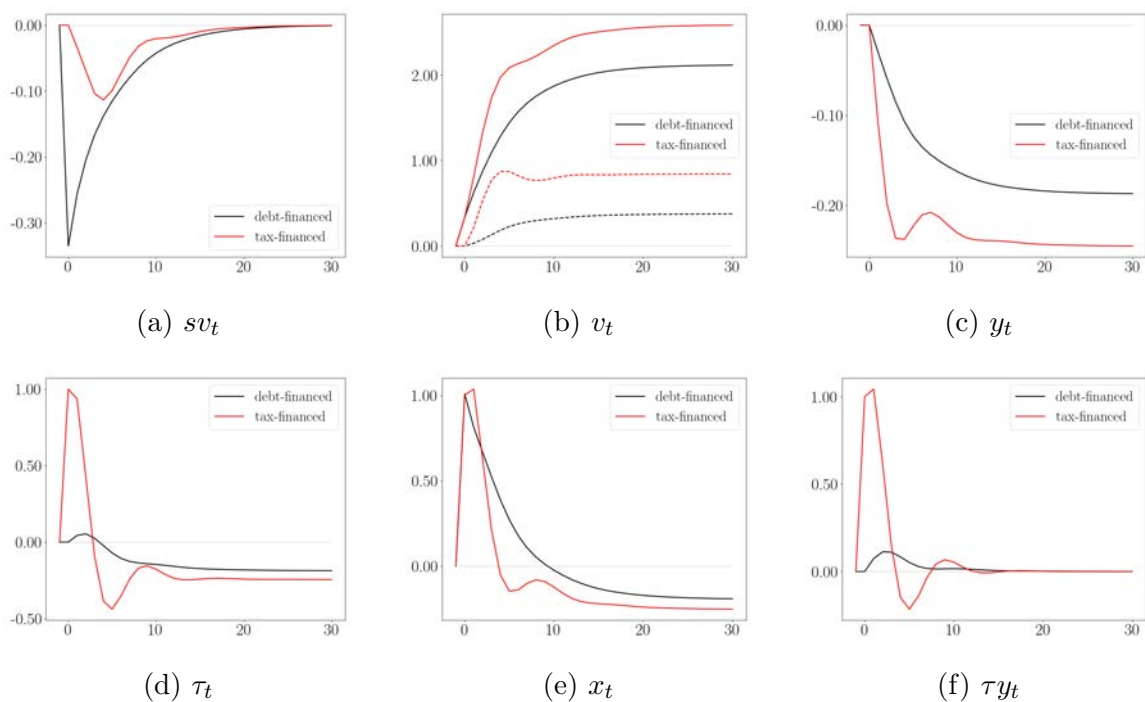 0.00
-0.10
-0.20
-0.30
0 10 20 30
debt-financed
tax-financed
(a) sv_t
2.00
1.00
0.00
0 10 20 30
debt-financed
tax-financed
(b) v_t
0.00
-0.10
-0.20
0 10 20 30
debt-financed
tax-financed
(c) y_t
1.00
0.50
0.00
-0.50
0 10 20 30
debt-financed
tax-financed
(d) τ_t
1.00
0.50
0.00
0 10 20 30
debt-financed
tax-financed
(e) x_t
1.00
0.50
0.00
0 10 20 30
debt-financed
tax-financed
(f) τy_t